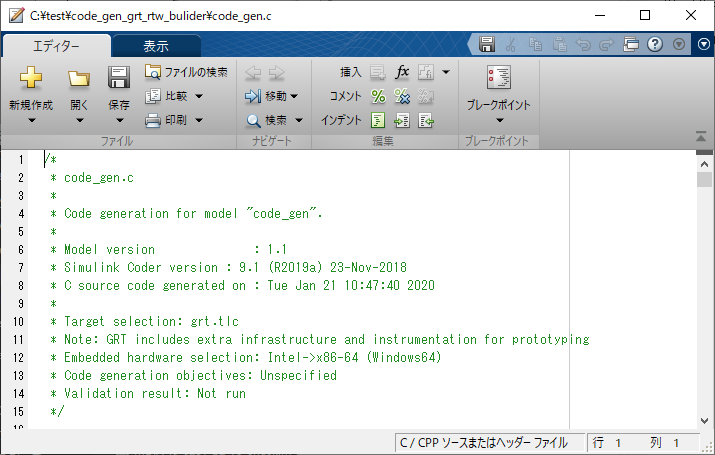 C:¥test¥code_gen_grt_rtw_bulider¥code_gen.c
エディター 表示
新規作成 開く 保存 ファイルの検索 比較 印刷
移動 検索
挿入 fx
コメント
インデント
ブレークポイント
ファイル ナビゲート 編集 ブレークポイント
1 /*
2 * code_gen.c
3 *
4 * Code generation for model "code_gen".
5 *
6 * Model version : 1.1
7 * Simulink Coder version : 9.1 (R2019a) 23-Nov-2018
8 * C source code generated on : Tue Jan 21 10:47:40 2020
9 *
10 * Target selection: grt.tlc
11 * Note: GRT includes extra infrastructure and instrumentation for prototyping
12 * Embedded hardware selection: Intel->x86-64 (Windows64)
13 * Code generation objectives: Unspecified
14 * Validation result: Not run
15 */
C / CPP ソースまたはヘッダー ファイル 行 1 列 1